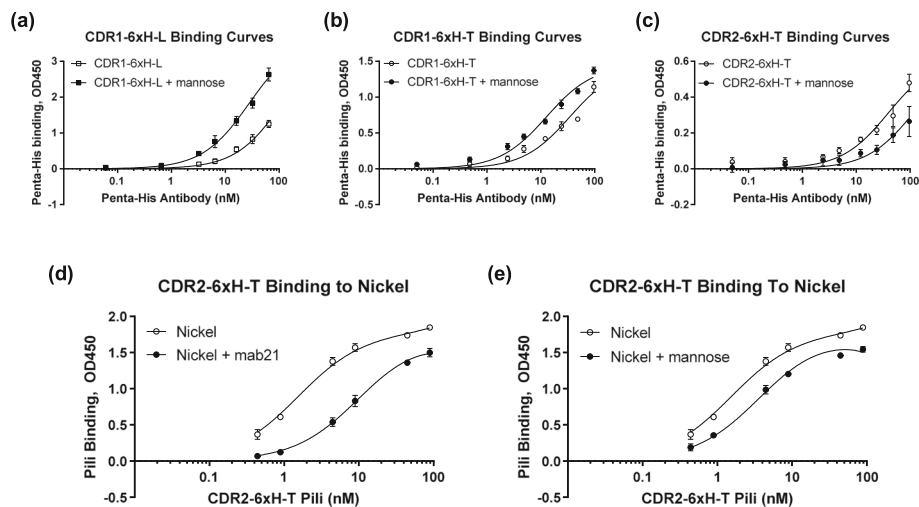 (a)
CDR1-6xH-L Binding Curves
CDR1-6xH-L
CDR1-6xH-L + mannose
Penta-His binding, OD450
3
2
1
0
-1
0.1
1
10
100
Penta-His Antibody (nM)
(b)
CDR1-6xH-T Binding Curves
CDR1-6xH-T
CDR1-6xH-T + mannose
Penta-His binding, OD450
1.5
1.0
0.5
0.0
-0.5
0.1
1
10
100
Penta-His Antibody (nM)
(c)
CDR2-6xH-T Binding Curves
CDR2-6xH-T
CDR2-6xH-T + mannose
Penta-His binding, OD450
0.6
0.4
0.2
0.0
-0.2
0.1
1
10
100
Penta-His Antibody (nM)
(d)
CDR2-6xH-T Binding to Nickel
Nickel
Nickel + mab21
Pili Binding, OD450
2.0
1.5
1.0
0.5
0.0
-0.5
0.1
1
10
100
CDR2-6xH-T Pili (nM)
(e)
CDR2-6xH-T Binding To Nickel
Nickel
Nickel + mannose
Pili Binding, OD450
2.0
1.5
1.0
0.5
0.0
-0.5
0.1
1
10
100
CDR2-6xH-T Pili (nM)